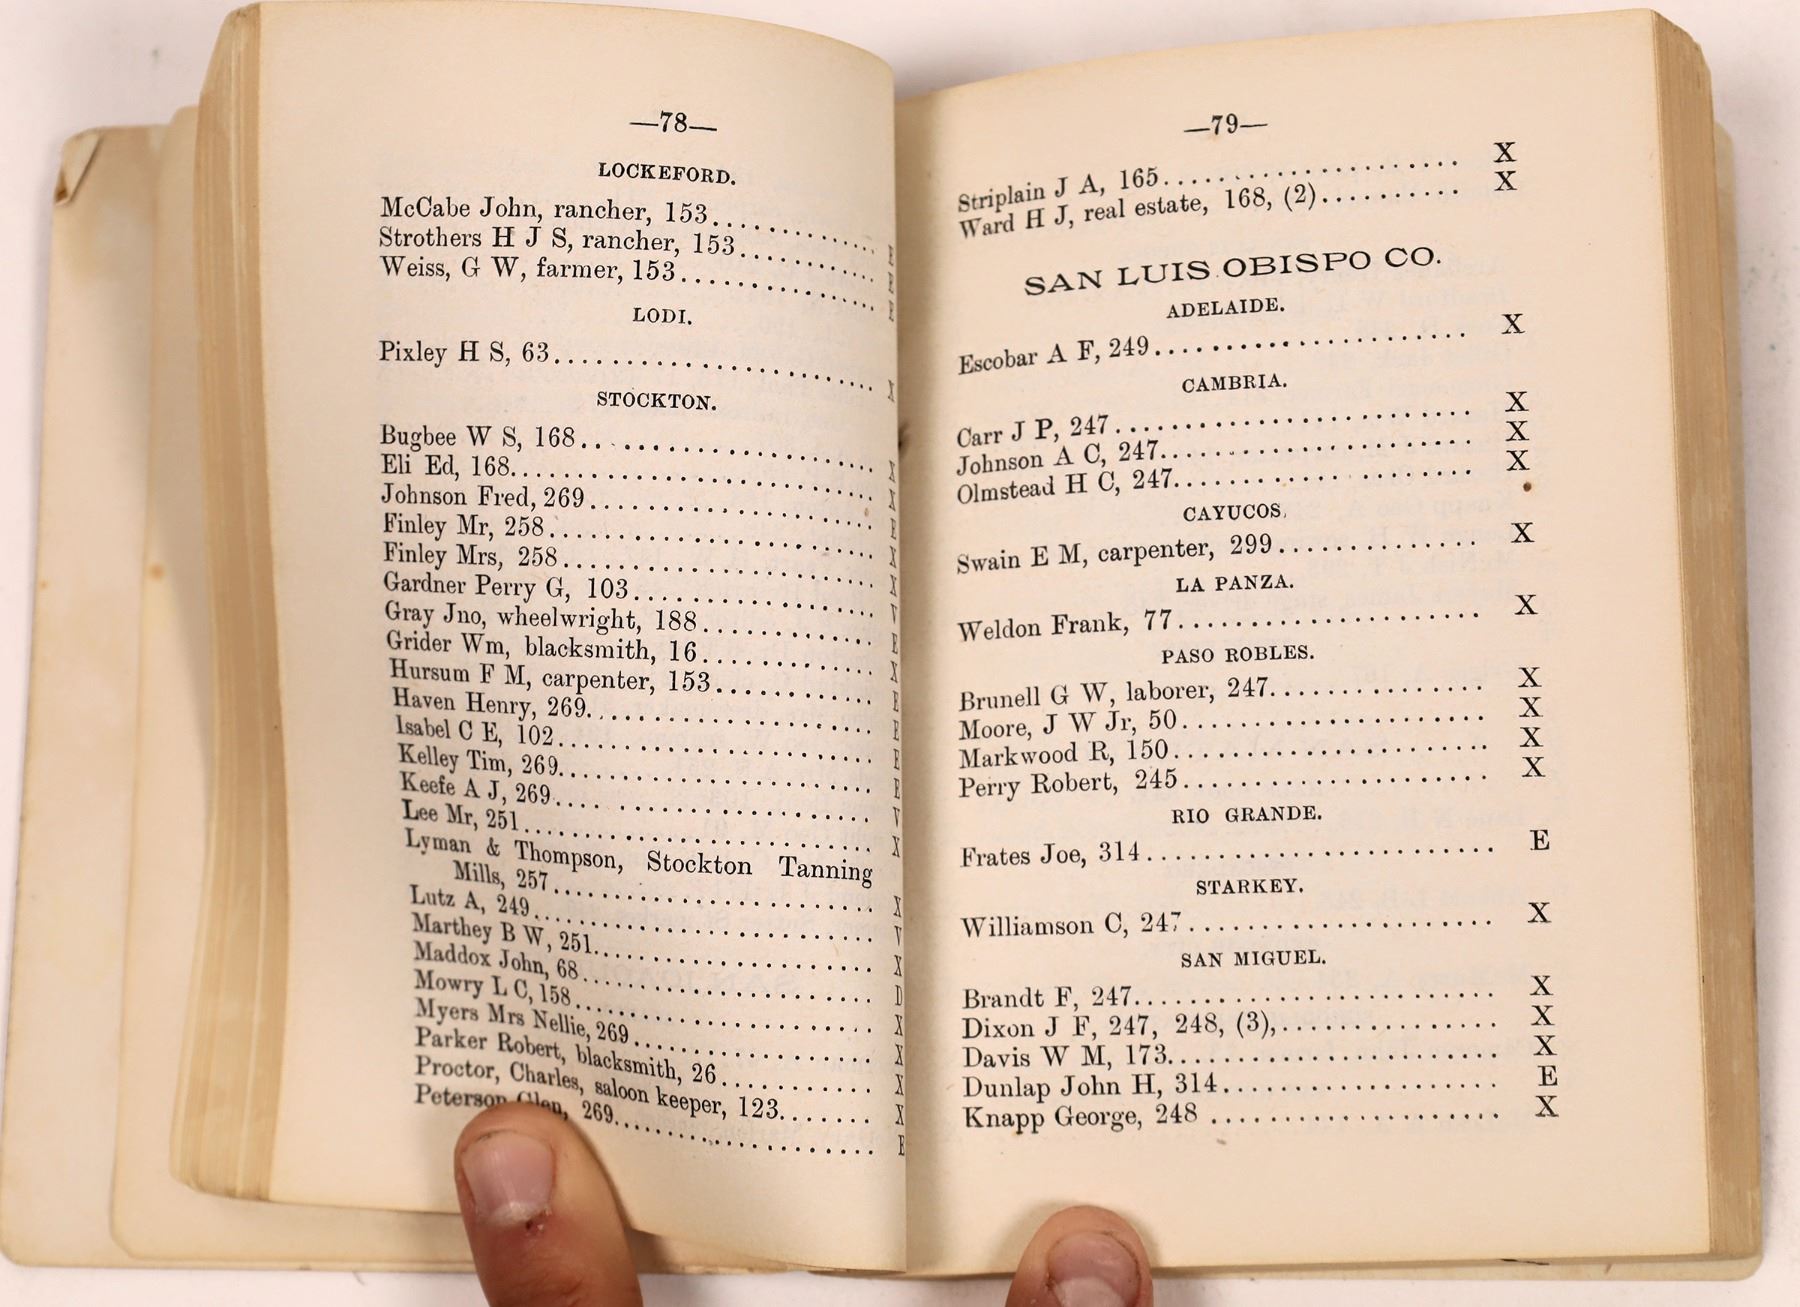 —78—
LOCKEFORD.
McCabe John, rancher, 153.................. E
Strothers H J S, rancher, 153.............. E
Weiss, G W, farmer, 153.................. E
LODI.
Pixley H S, 63.......................... X
STOCKTON.
Bugbee W S, 168...................... X
Eli Ed, 168............................ X
Johnson Fred, 269...................... E
Finley Mr, 258........................ X
Finley Mrs, 258........................ X
Gardner Perry G, 103.................. V
Gray Jno, wheelwright, 188.............. E
Grider Wm, blacksmith, 16.............. X
Hursum F M, carpenter, 153............ E
Haven Henry, 269...................... E
Isabel C E, 102........................ E
Kelley Tim, 269........................ E
Keefe A J, 269........................ V
Lee Mr, 251............................ X
Lyman & Thompson, Stockton Tanning
Mills, 257........................ X
Lutz A, 249............................ V
Marthey B W, 251...................... X
Maddox John, 68...................... D
Mowry L C, 158........................ X
Myers Mrs Nellie, 269.................. X
Parker Robert, blacksmith, 26............ X
Proctor, Charles, saloon keeper, 123....... X
Peterson Glen, 269...................... E
—79—
Striplain J A, 165...................... X
Ward H J, real estate, 168, (2).......... X
SAN LUIS OBISPO CO.
ADELAIDE.
Escobar A F, 249...................... X
CAMBRIA.
Carr J P, 247.......................... X
Johnson A C, 247...................... X
Olmstead H C, 247...................... X
CAYUCOS.
Swain E M, carpenter, 299.............. X
LA PANZA.
Weldon Frank, 77...................... X
PASO ROBLES.
Brunell G W, laborer, 247................ X
Moore, J W Jr, 50...................... X
Markwood R, 150...................... X
Perry Robert, 245...................... X
RIO GRANDE.
Frates Joe, 314........................ E
STARKEY.
Williamson C, 247...................... X
SAN MIGUEL.
Brandt F, 247.......................... X
Dixon J F, 247, 248, (3),................ X
Davis W M, 173........................ X
Dunlap John H, 314.................... E
Knapp George, 248 .................... X